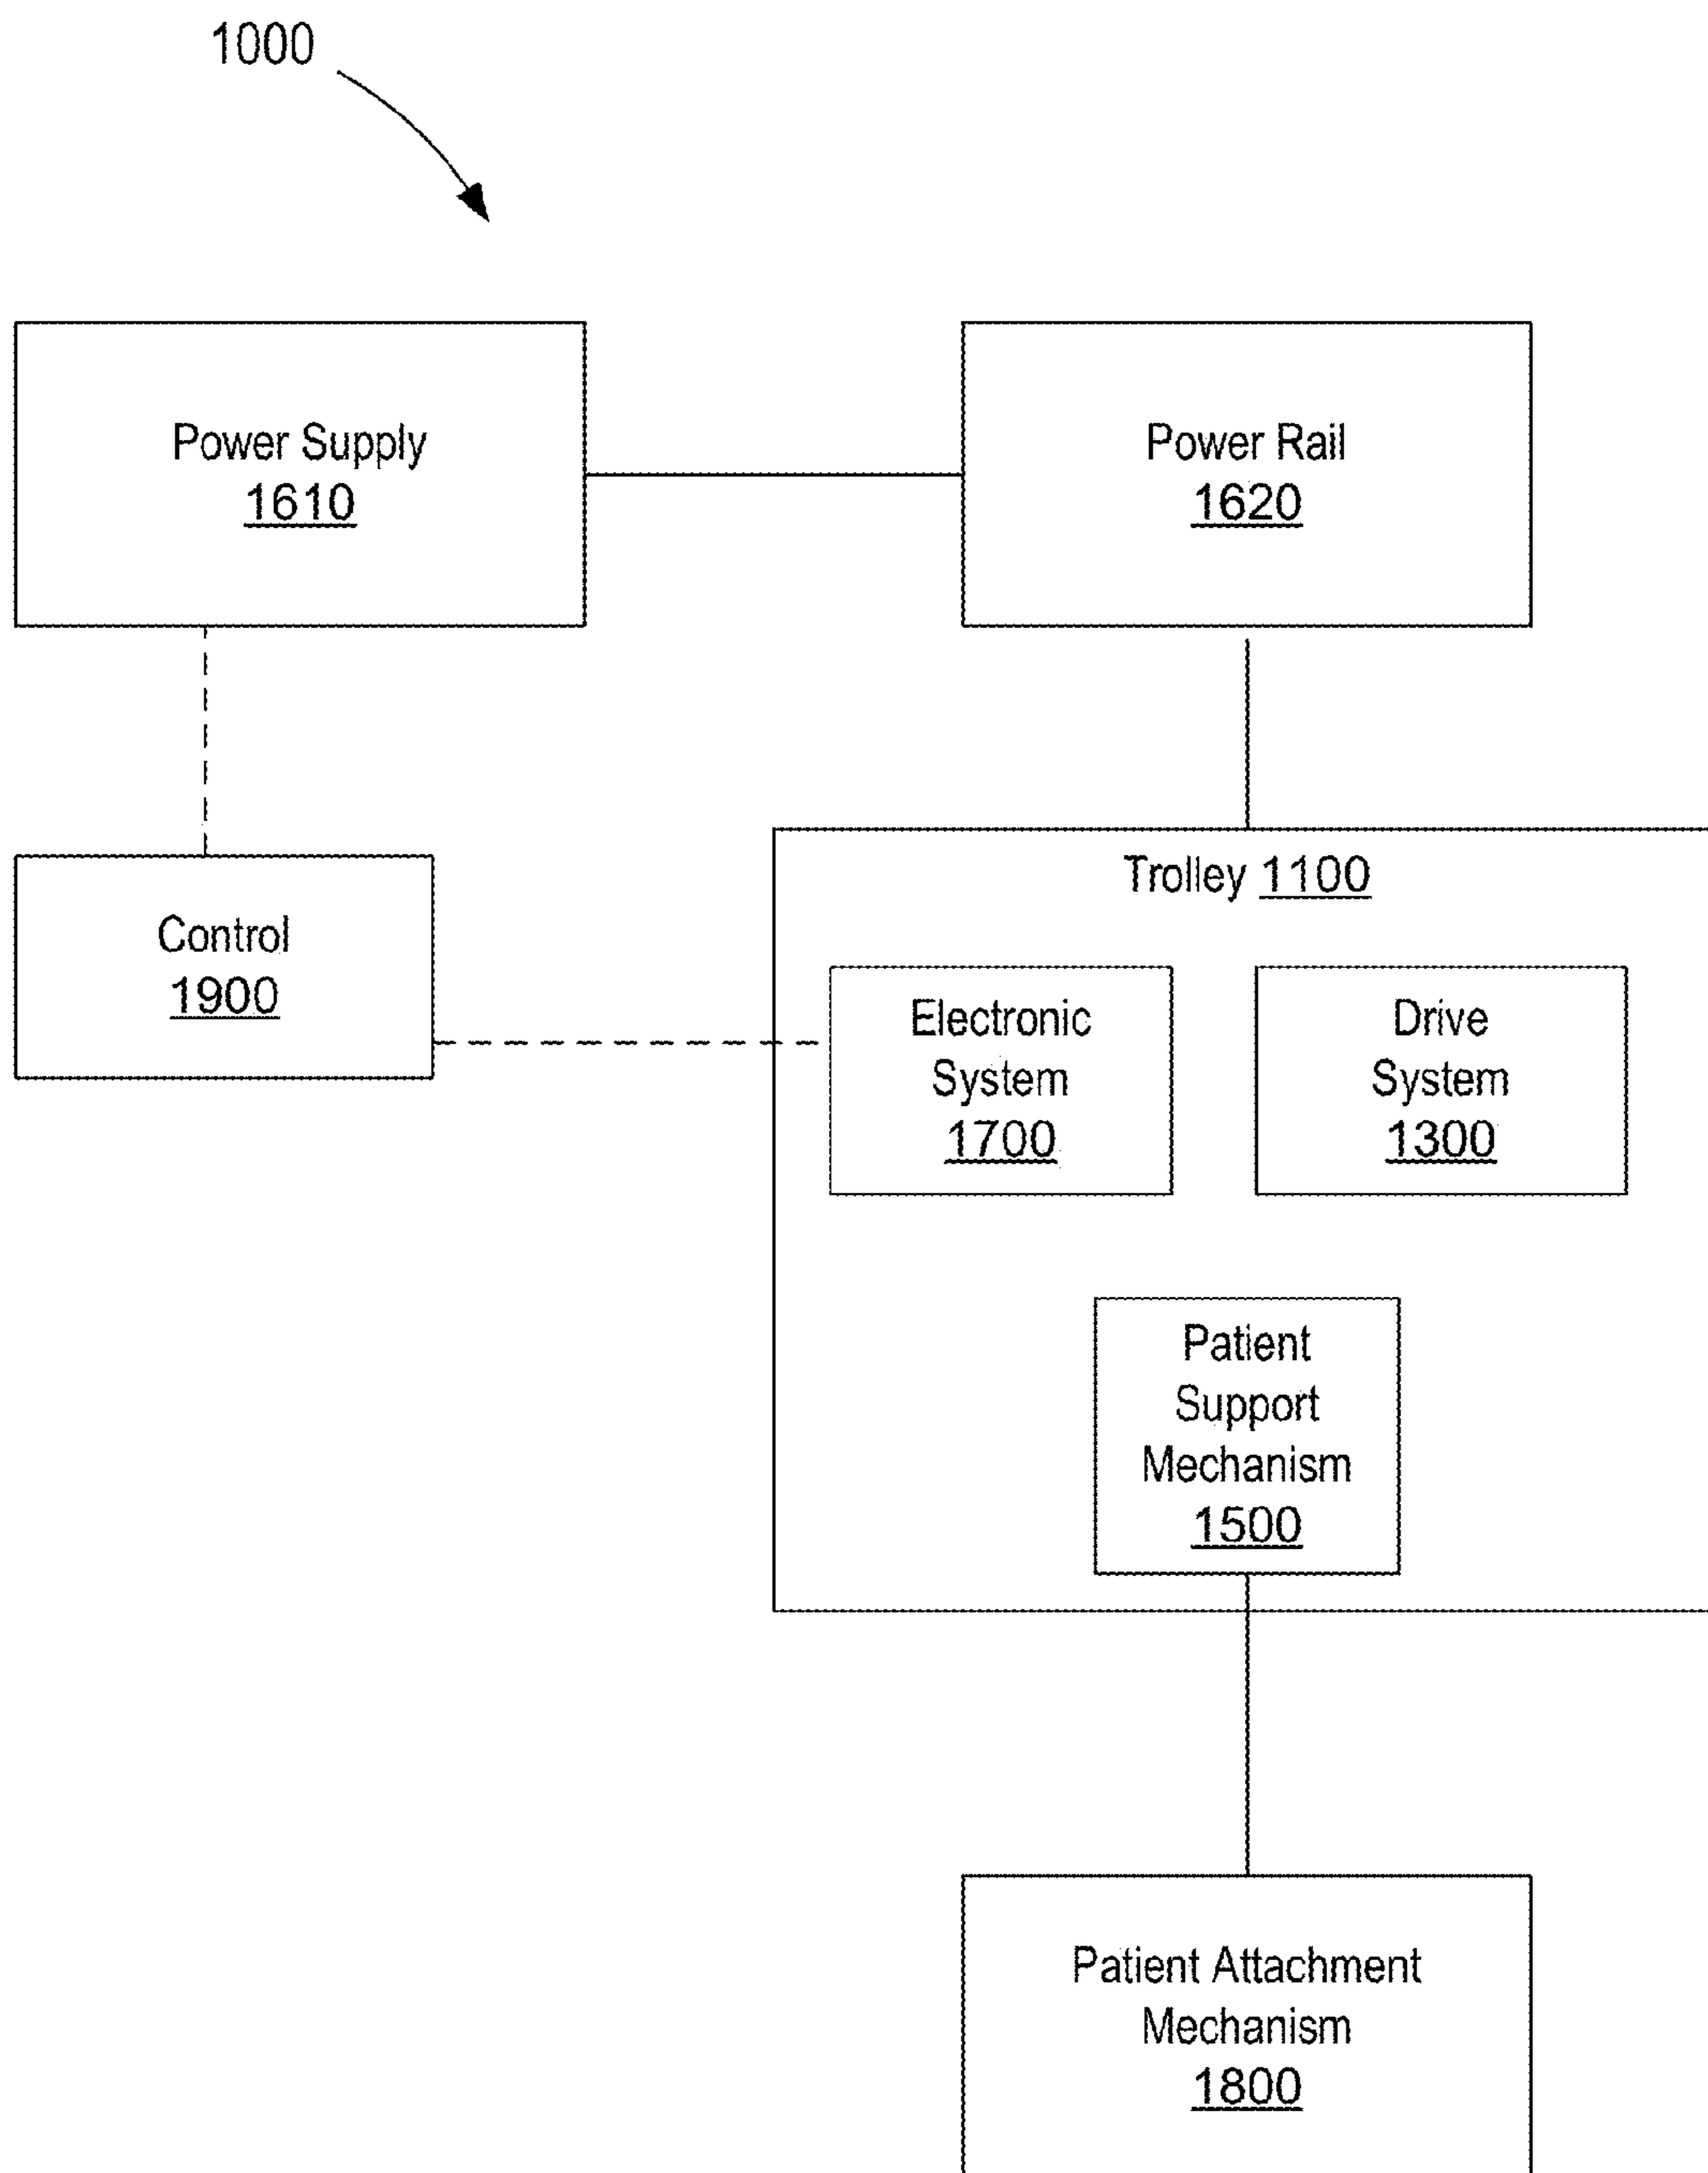 1000
Power Supply
1610
Power Rail
1620
Control
1900
Trolley 1100
Electronic
System
1700
Drive
System
1300
Patient
Support
Mechanism
1500
Patient Attachment
Mechanism
1800